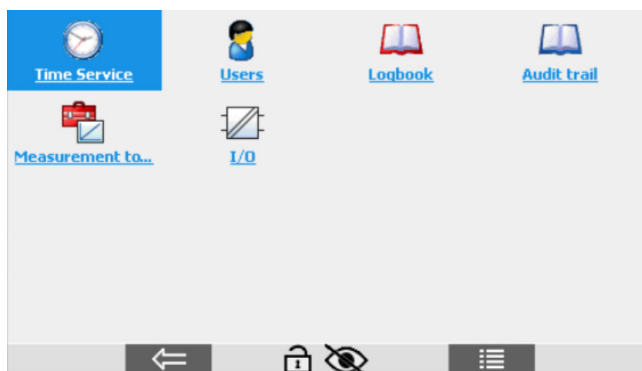 Time Service
Users
Logbook
Audit trail
Measurement to...
I/O